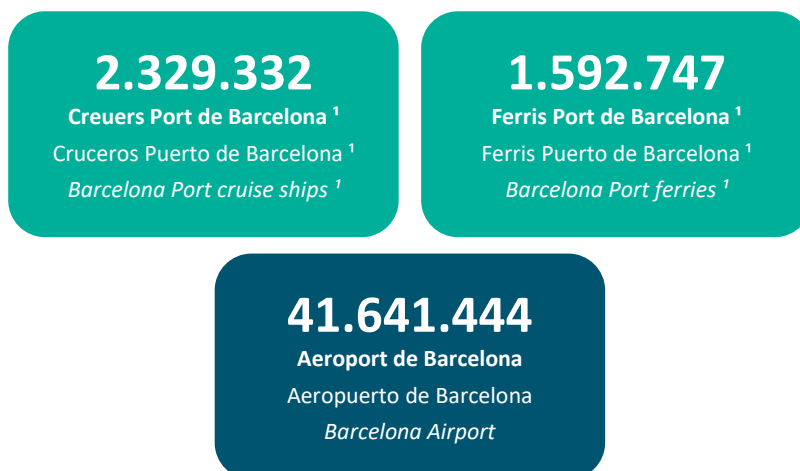 2.329.332
Creuers Port de Barcelona ¹
Cruceros Puerto de Barcelona ¹
Barcelona Port cruise ships ¹
1.592.747
Ferris Port de Barcelona ¹
Ferris Puerto de Barcelona ¹
Barcelona Port ferries ¹
41.641.444
Aeroport de Barcelona
Aeropuerto de Barcelona
Barcelona Airport